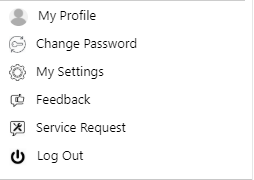 My Profile
Change Password
My Settings
Feedback
Service Request
Log Out